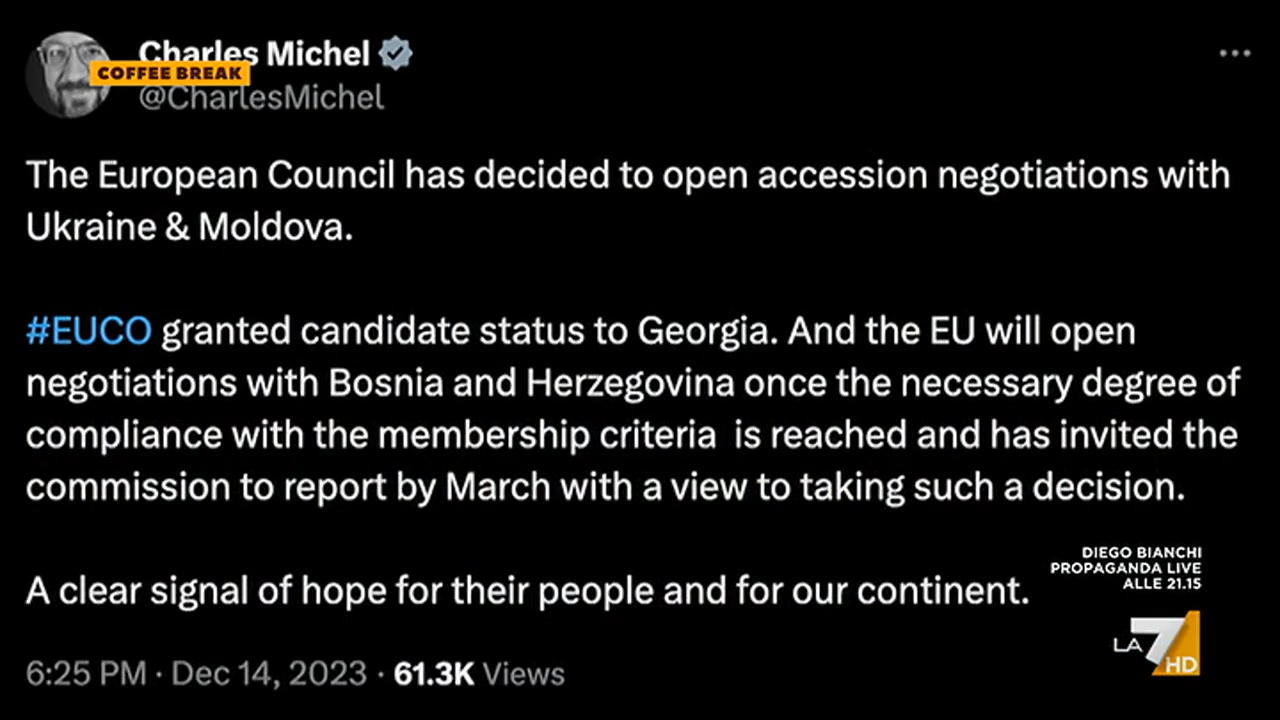 Charles Michel
COFFEE BREAK
@CharlesMichel
The European Council has decided to open accession negotiations with
Ukraine & Moldova.
#EUCO granted candidate status to Georgia. And the EU will open
negotiations with Bosnia and Herzegovina once the necessary degree of
compliance with the membership criteria  is reached and has invited the
commission to report by March with a view to taking such a decision.
A clear signal of hope for their people and for our continent.
DIEGO BIANCHI
PROPAGANDA LIVE
ALLE 21.15
LA 7 HD
6:25 PM · Dec 14, 2023 · 61.3K Views